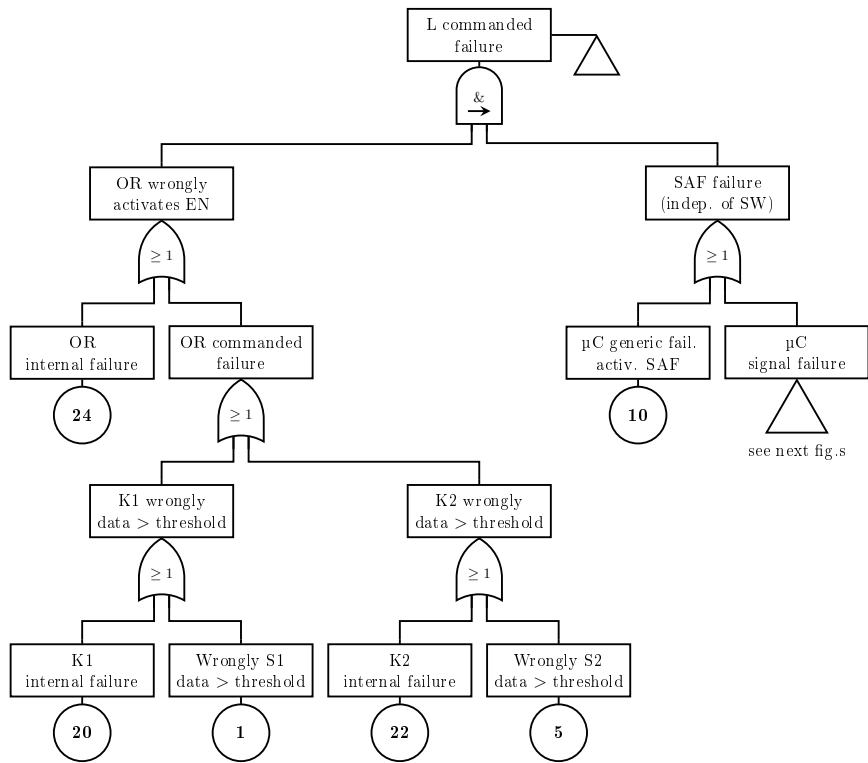 L commanded
failure
&
OR wrongly
activates EN
SAF failure
(indep. of SW)
≥ 1
≥ 1
OR
internal failure
OR commanded
failure
µC generic fail.
activ. SAF
µC
signal failure
24
≥ 1
10
see next fig.s
K1 wrongly
data > threshold
K2 wrongly
data > threshold
≥ 1
≥ 1
K1
internal failure
Wrongly S1
data > threshold
K2
internal failure
Wrongly S2
data > threshold
20
1
22
5